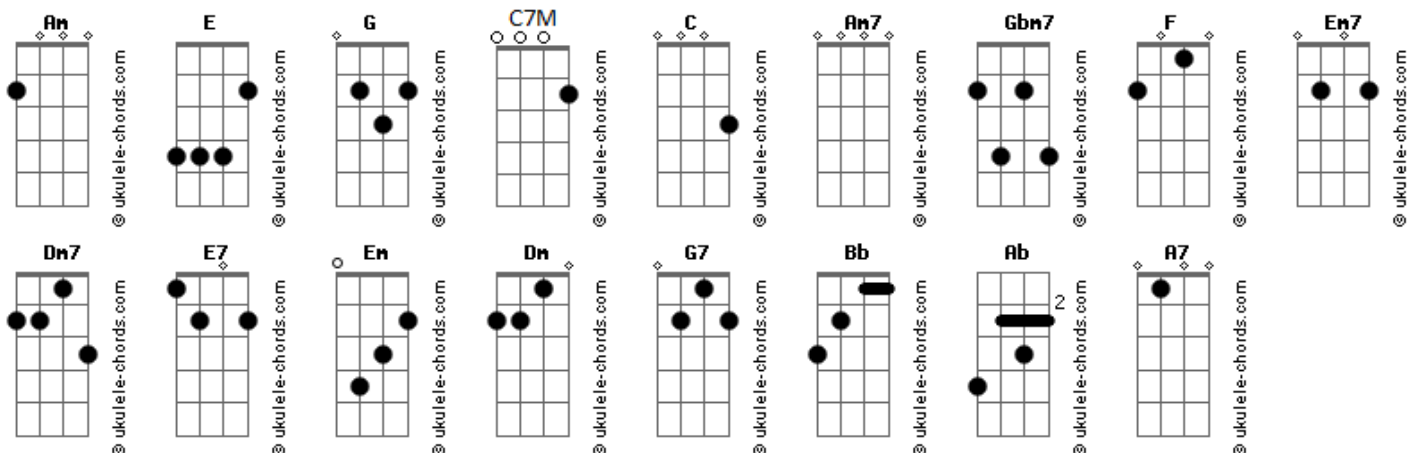 Am E G C7M C Am7 Gbm7 F Em7
© ukulele-chords.com © ukulele-chords.com © ukulele-chords.com © ukulele-chords.com © ukulele-chords.com © ukulele-chords.com © ukulele-chords.com © ukulele-chords.com © ukulele-chords.com
Dm7 E7 Em Dm G7 Bb Ab A7
2
© ukulele-chords.com © ukulele-chords.com © ukulele-chords.com © ukulele-chords.com © ukulele-chords.com © ukulele-chords.com © ukulele-chords.com © ukulele-chords.com